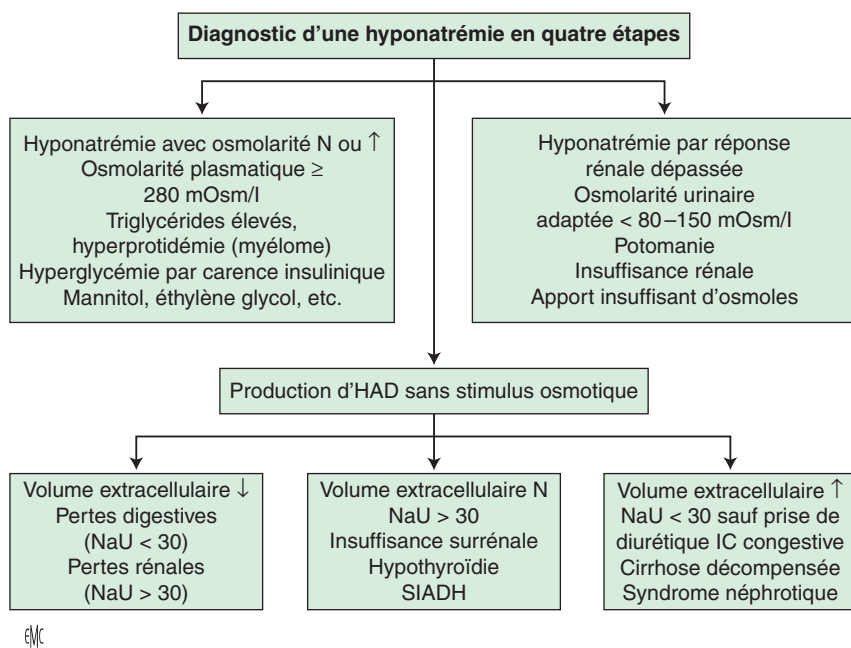 Diagnostic d'une hyponatrémie en quatre étapes
Hyponatrémie avec osmolarité N ou ↑
Osmolarité plasmatique ≥
280 mOsm/l
Triglycérides élevés,
hyperprotidémie (myélome)
Hyperglycémie par carence insulinique
Mannitol, éthylène glycol, etc.
Hyponatrémie par réponse
rénale dépassée
Osmolarité urinaire
adaptée < 80–150 mOsm/l
Potomanie
Insuffisance rénale
Apport insuffisant d'osmoles
Production d'HAD sans stimulus osmotique
Volume extracellulaire ↓
Pertes digestives
(NaU < 30)
Pertes rénales
(NaU > 30)
Volume extracellulaire N
NaU > 30
Insuffisance surrénale
Hypothyroïdie
SIADH
Volume extracellulaire ↑
NaU < 30 sauf prise de
diurétique IC congestive
Cirrhose décompensée
Syndrome néphrotique
EMC